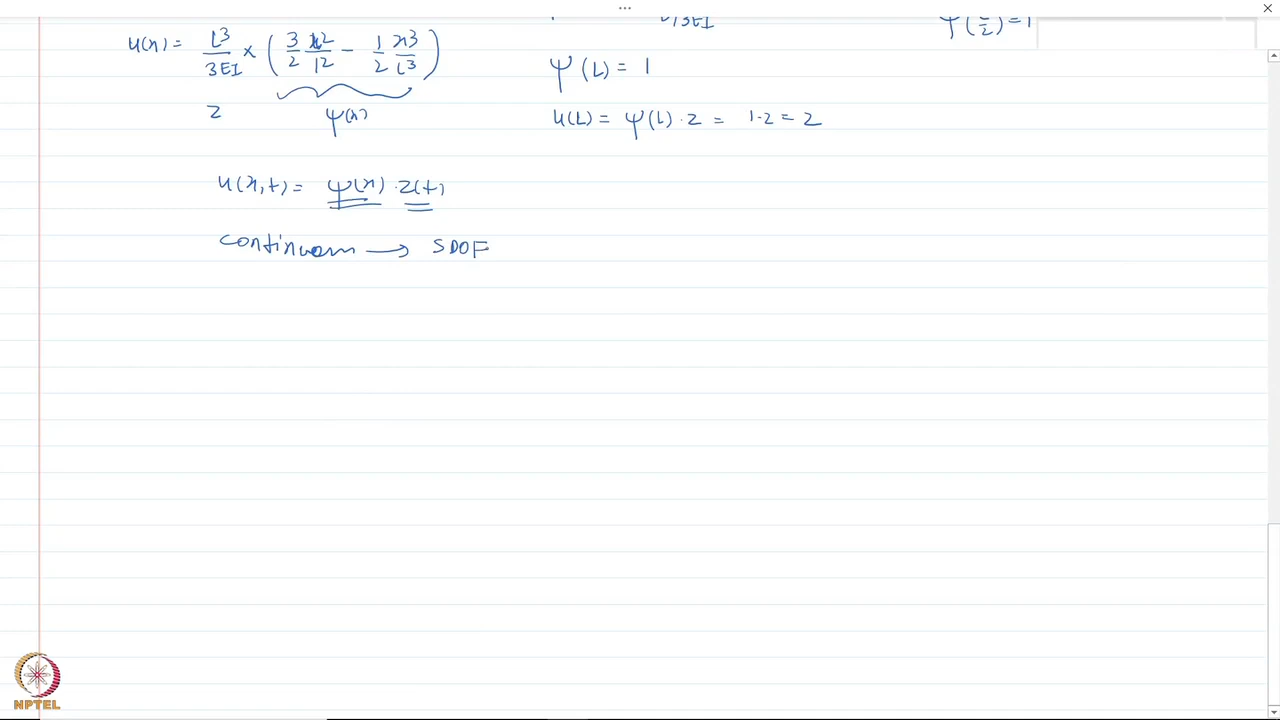 u(x) = L³/3EI × ( 3/2 x²/L² − 1/2 x³/L³ )
z ψ(x)
u(x,t) = ψ(x) · z(t)
continuum → SDOF
ψ(L) = 1
u(L) = ψ(L) · z = 1·z = z
NPTEL